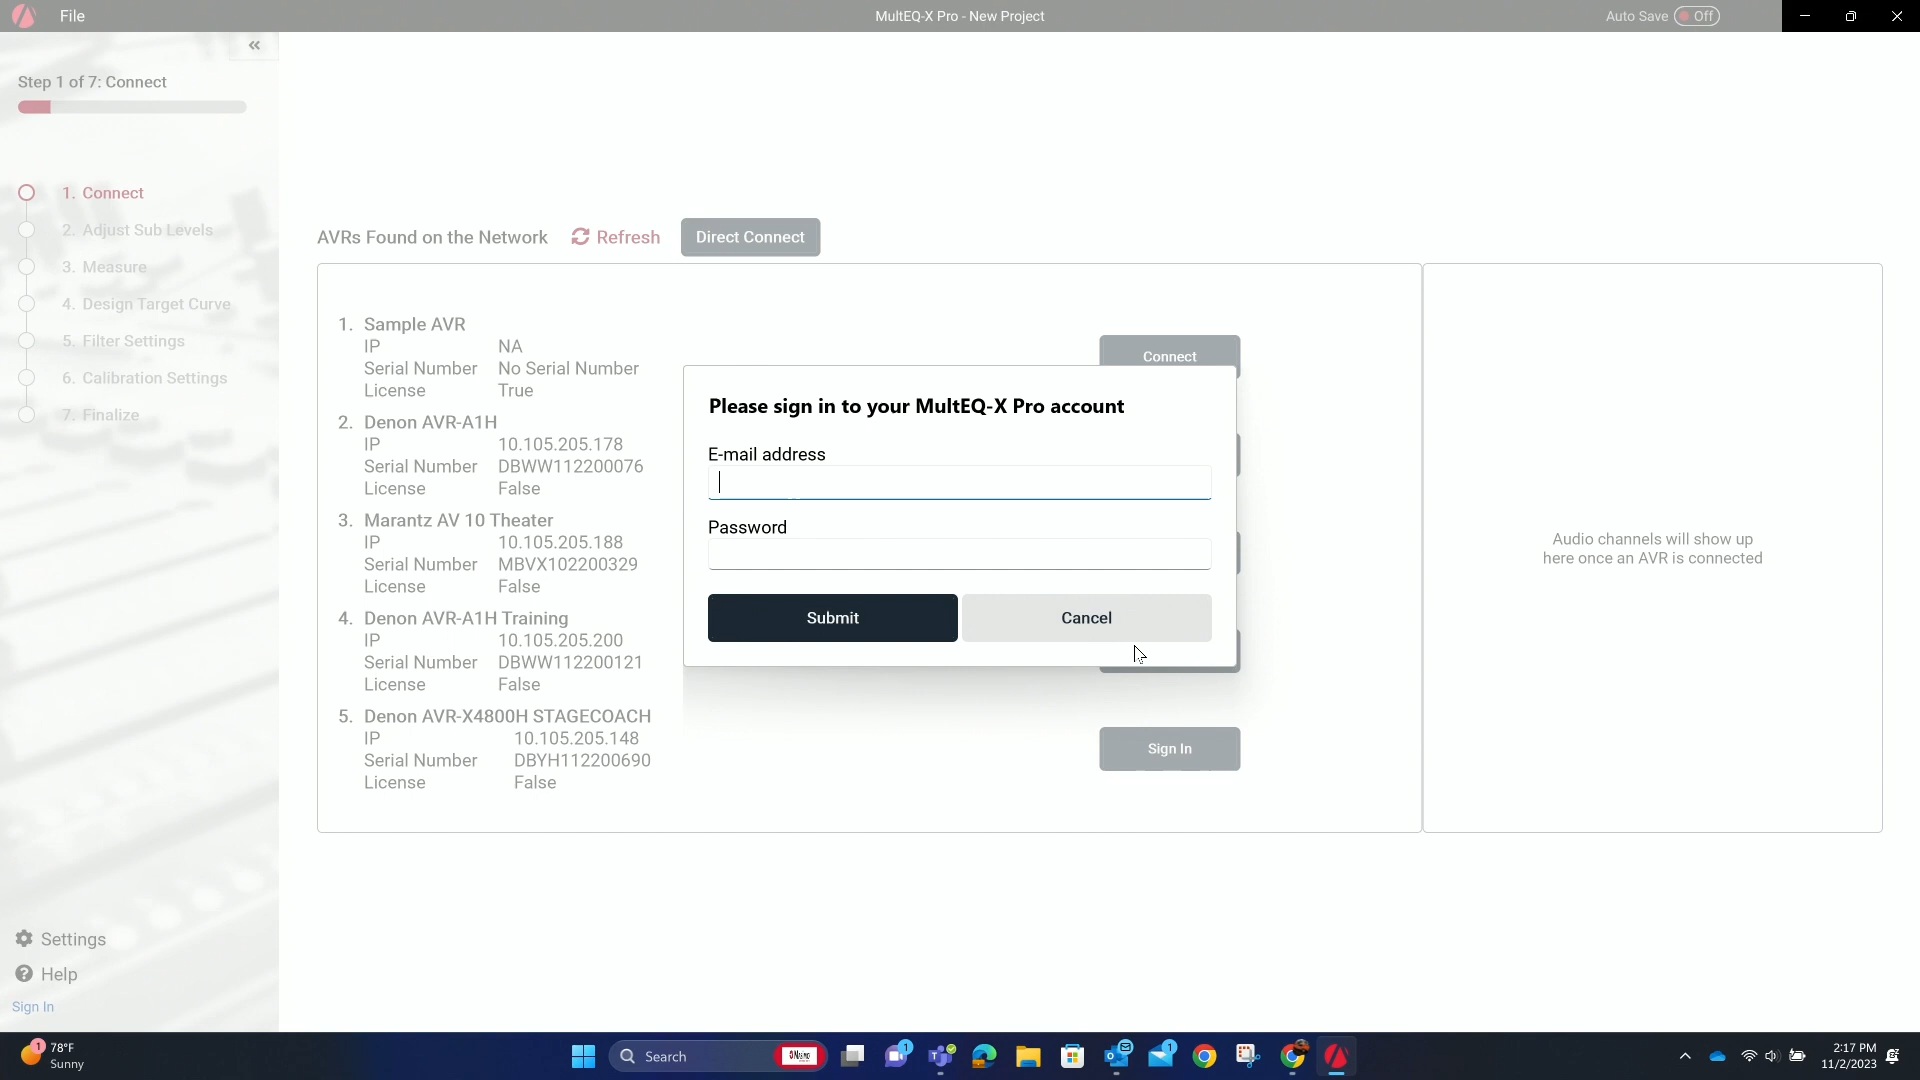 File
MultEQ-X Pro - New Project
Auto Save Off
Step 1 of 7: Connect
1. Connect
2. Adjust Sub Levels
3. Measure
4. Design Target Curve
5. Filter Settings
6. Calibration Settings
7. Finalize
Settings
Help
Sign In
AVRs Found on the Network Refresh Direct Connect
1. Sample AVR
IP NA
Serial Number No Serial Number
License True
Connect
2. Denon AVR-A1H
IP 10.105.205.178
Serial Number DBWW112200076
License False
3. Marantz AV 10 Theater
IP 10.105.205.188
Serial Number MBVX102200329
License False
4. Denon AVR-A1H Training
IP 10.105.205.200
Serial Number DBWW112200121
License False
5. Denon AVR-X4800H STAGECOACH
IP 10.105.205.148
Serial Number DBYH112200690
License False
Sign In
Please sign in to your MultEQ-X Pro account
E-mail address
Password
Submit Cancel
Audio channels will show up
here once an AVR is connected
1
78°F
Sunny
Search
1
1
2:17 PM
11/2/2023